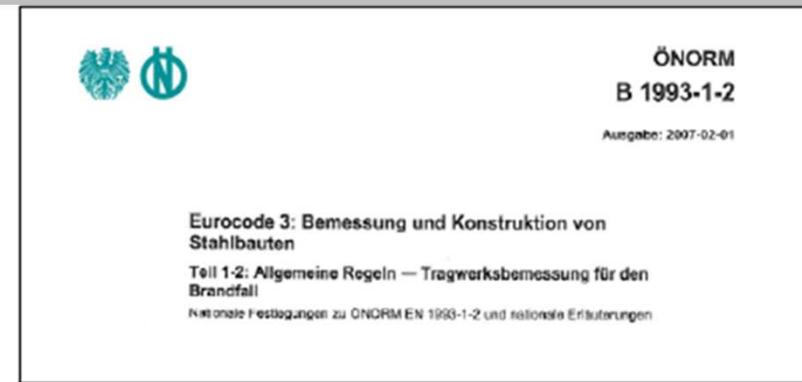 ÖNORM
B 1993-1-2
Ausgabe: 2007-02-01
Eurocode 3: Bemessung und Konstruktion von
Stahlbauten
Teil 1-2: Allgemeine Regeln — Tragwerksbemessung für den
Brandfall
Nationale Festlegungen zu ÖNORM EN 1993-1-2 und nationale Erläuterungen